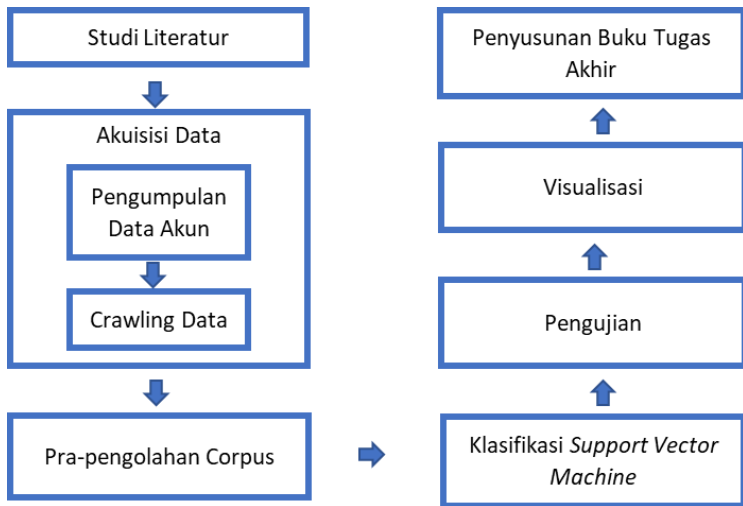 Studi Literatur
Akuisisi Data
Pengumpulan
Data Akun
Crawling Data
Pra-pengolahan Corpus
Klasifikasi Support Vector
Machine
Pengujian
Visualisasi
Penyusunan Buku Tugas
Akhir